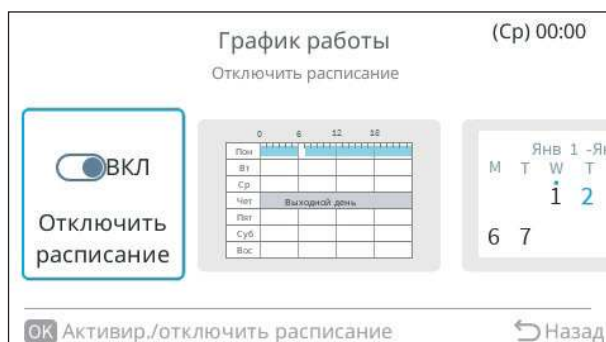 (Ср) 00:00
График работы
Отключить расписание
ВКЛ
Отключить
расписание
0 6 12 18
Пон
Вт
Ср
Чет Выходной день
Пят
Суб
Вос
Янв 1 -Ян
M T W T
1 2
6 7
OK Активир./отключить расписание
Назад